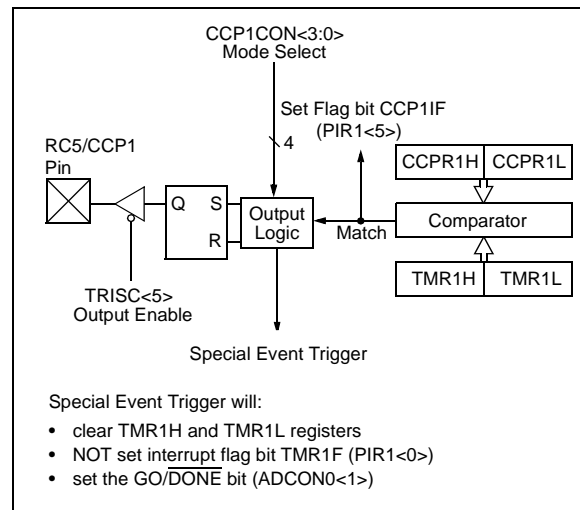 CCP1CON<3:0>
Mode Select
Set Flag bit CCP1IF
(PIR1<5>)
RC5/CCP1
Pin
4
CCPR1H CCPR1L
Q S
R
Output
Logic
Match
Comparator
TRISC<5>
Output Enable
TMR1H TMR1L
Special Event Trigger
Special Event Trigger will:
• clear TMR1H and TMR1L registers
• NOT set interrupt flag bit TMR1F (PIR1<0>)
• set the GO/DONE bit (ADCON0<1>)